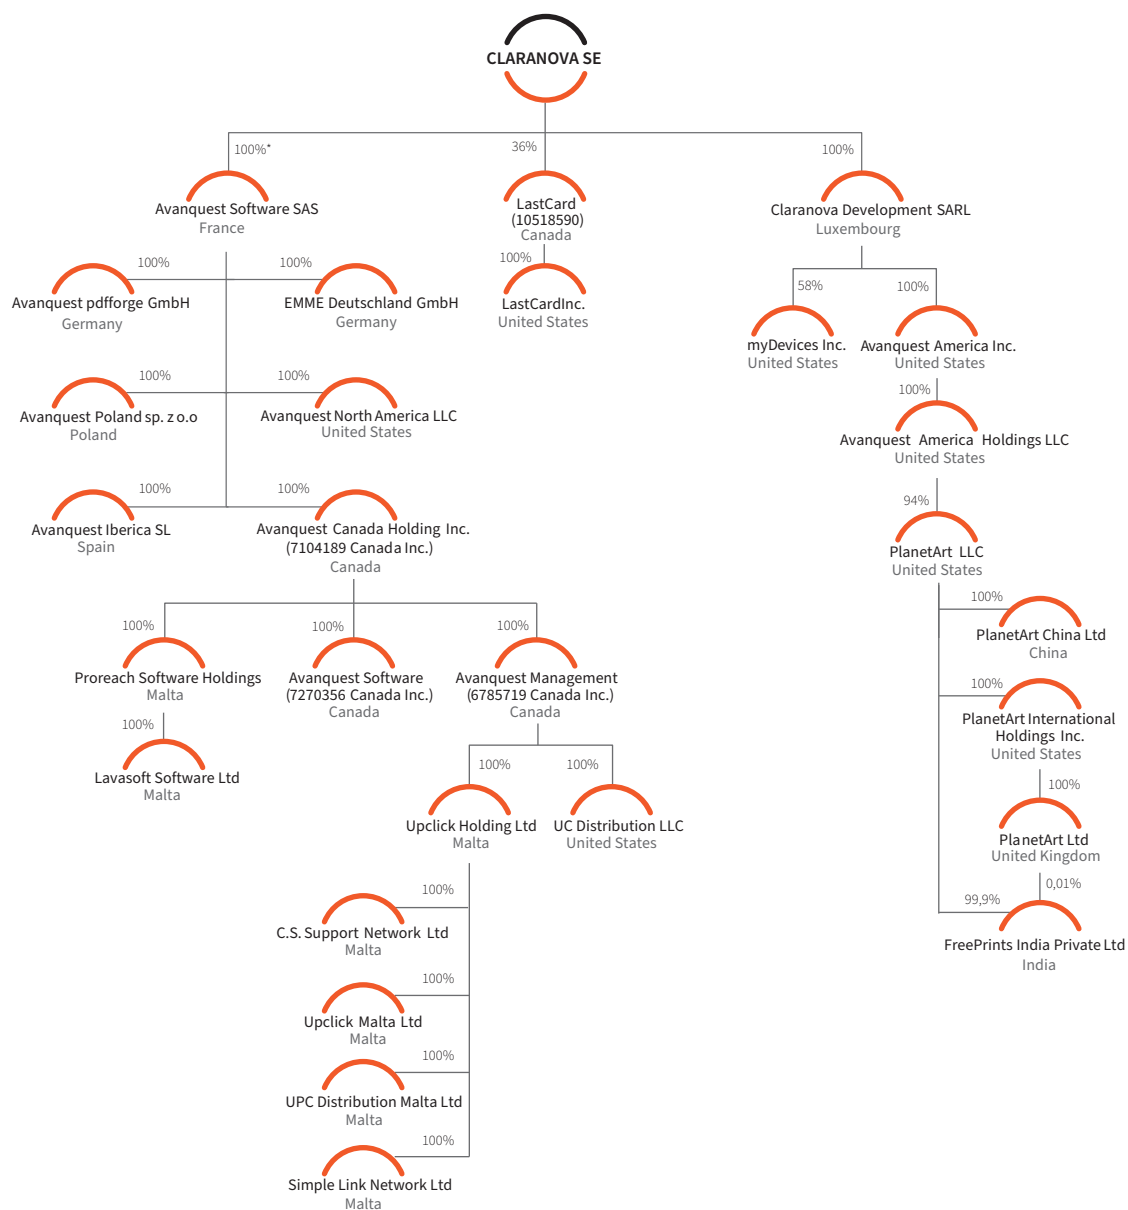 CLARANOVA SE
100%*
36%
100%
Avanquest Software SAS
France
LastCard
(10518590)
Canada
Claranova Development SARL
Luxembourg
100%
100%
100%
Avanquest pdfforge GmbH
Germany
EMME Deutschland GmbH
Germany
LastCardInc.
United States
58%
100%
myDevices Inc.
United States
Avanquest America Inc.
United States
100%
100%
100%
Avanquest Poland sp. z o.o
Poland
Avanquest North America LLC
United States
Avanquest America Holdings LLC
United States
100%
100%
94%
Avanquest Iberica SL
Spain
Avanquest Canada Holding Inc.
(7104189 Canada Inc.)
Canada
PlanetArt LLC
United States
100%
PlanetArt China Ltd
China
100%
100%
100%
Proreach Software Holdings
Malta
Avanquest Software
(7270356 Canada Inc.)
Canada
Avanquest Management
(6785719 Canada Inc.)
Canada
100%
PlanetArt International
Holdings Inc.
United States
100%
Lavasoft Software Ltd
Malta
100%
100%
100%
Upclick Holding Ltd
Malta
UC Distribution LLC
United States
PlanetArt Ltd
United Kingdom
0,01%
99,9%
FreePrints India Private Ltd
India
100%
C.S. Support Network Ltd
Malta
100%
Upclick Malta Ltd
Malta
100%
UPC Distribution Malta Ltd
Malta
100%
Simple Link Network Ltd
Malta